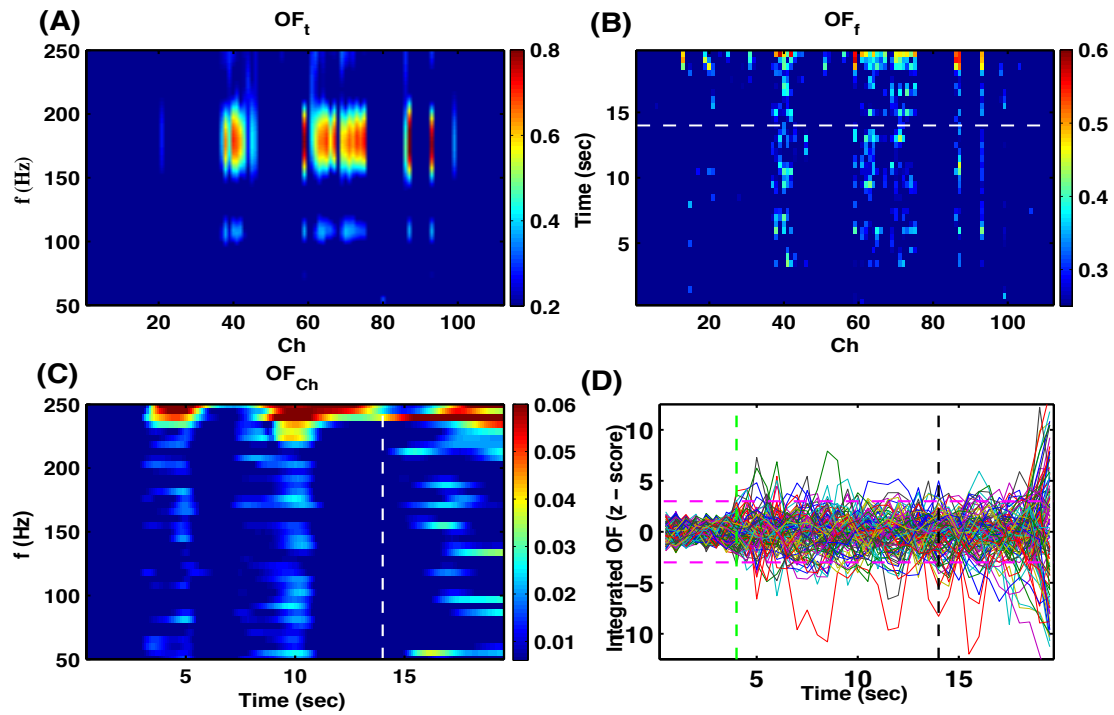 (A)
OF_t
250
200
150
100
50
f (Hz)
20 40 60 80 100
Ch
0.8
0.6
0.4
0.2
(B)
OF_f
15
10
5
Time (sec)
20 40 60 80 100
Ch
0.6
0.5
0.4
0.3
(C)
OF_Ch
250
200
150
100
50
f (Hz)
5 10 15
Time (sec)
0.06
0.05
0.04
0.03
0.02
0.01
(D)
10
5
0
−5
−10
Integrated OF (z − score)
5 10 15
Time (sec)